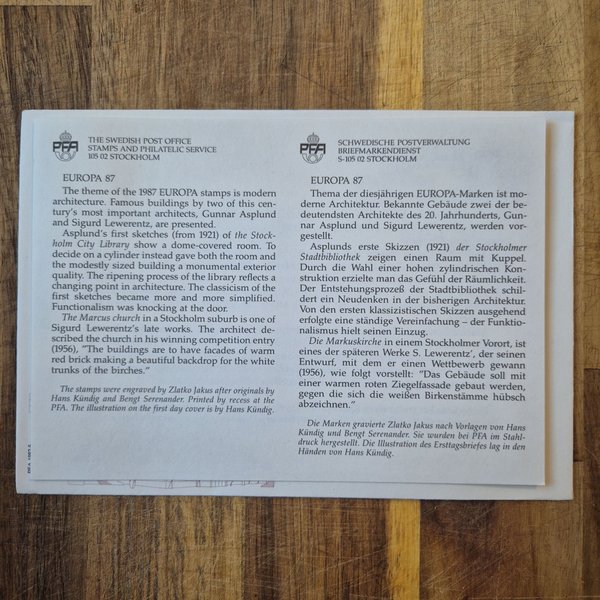 PFA
THE SWEDISH POST OFFICE
STAMPS AND PHILATELIC SERVICE
105 02 STOCKHOLM
EUROPA 87
The theme of the 1987 EUROPA stamps is modern
architecture. Famous buildings by two of this cen-
tury's most important architects, Gunnar Asplund
and Sigurd Lewerentz, are presented.
Asplund's first sketches (from 1921) of the Stock-
holm City Library show a dome-covered room. To
decide on a cylinder instead gave both the room and
the modestly sized building a monumental exterior
quality. The ripening process of the library reflects a
changing point in architecture. The classicism of the
first sketches became more and more simplified.
Functionalism was knocking at the door.
The Marcus church in a Stockholm suburb is one of
Sigurd Lewerentz's late works. The architect de-
scribed the church in his winning competition entry
(1956), "The buildings are to have facades of warm
red brick making a beautiful backdrop for the white
trunks of the birches."
The stamps were engraved by Zlatko Jakus after originals by
Hans Kündig and Bengt Serenander. Printed by recess at the
PFA. The illustration on the first day cover is by Hans Kündig.
PFA
SCHWEDISCHE POSTVERWALTUNG
BRIEFMARKENDIENST
S-105 02 STOCKHOLM
EUROPA 87
Thema der diesjährigen EUROPA-Marken ist mo-
derne Architektur. Bekannte Gebäude zwei der be-
deutendsten Architekte des 20. Jahrhunderts, Gun-
nar Asplund und Sigurd Lewerentz, werden vor-
gestellt.
Asplunds erste Skizzen (1921) der Stockholmer
Stadtbibliothek zeigen einen Raum mit Kuppel.
Durch die Wahl einer hohen zylindrischen Kon-
struktion erzielte man das Gefühl der Räumlichkeit.
Der Entstehungsprozeß der Stadtbibliothek schil-
dert ein Neudenken in der bisherigen Architektur.
Von den ersten klassizistischen Skizzen ausgehend
erfolgte eine ständige Vereinfachung – der Funktio-
nalismus hielt seinen Einzug.
Die Markuskirche in einem Stockholmer Vorort, ist
eines der späteren Werke S. Lewerentz', der seinen
Entwurf, mit dem er einen Wettbewerb gewann
(1956), wie folgt vorstellt: "Das Gebäude soll mit
einer warmen roten Ziegelfassade gebaut werden,
gegen die sich die weißen Birkenstämme hübsch
abzeichnen."
Die Marken gravierte Zlatko Jakus nach Vorlagen von Hans
Kündig und Bengt Serenander. Sie wurden bei PFA im Stahl-
druck hergestellt. Die Illustration des Ersttagsbriefes lag in den
Händen von Hans Kündig.